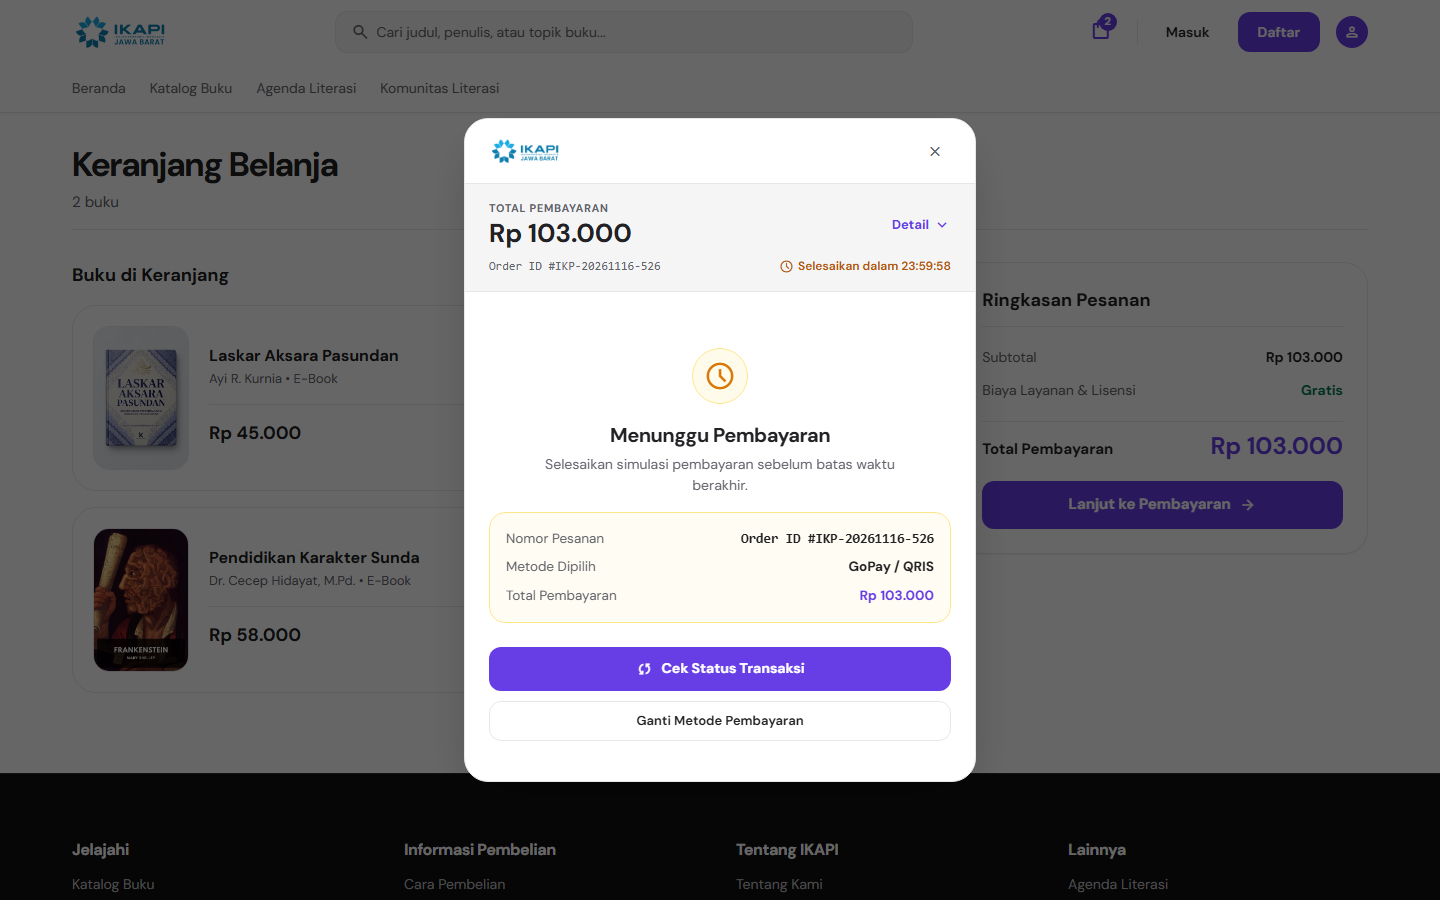 IKAPI
JAWA BARAT
Cari judul, penulis, atau topik buku...
2
Masuk
Daftar
Beranda
Katalog Buku
Agenda Literasi
Komunitas Literasi
Keranjang Belanja
2 buku
Buku di Keranjang
LASKAR
AKSARA
PASUNDAN
Laskar Aksara Pasundan
Ayi R. Kurnia • E-Book
Rp 45.000
FRANKENSTEIN
MARY SHELLEY
Pendidikan Karakter Sunda
Dr. Cecep Hidayat, M.Pd. • E-Book
Rp 58.000
IKAPI
JAWA BARAT
TOTAL PEMBAYARAN
Rp 103.000
Detail
Order ID #IKP-20261116-526
Selesaikan dalam 23:59:58
Menunggu Pembayaran
Selesaikan simulasi pembayaran sebelum batas waktu
berakhir.
Nomor Pesanan
Order ID #IKP-20261116-526
Metode Dipilih
GoPay / QRIS
Total Pembayaran
Rp 103.000
Cek Status Transaksi
Ganti Metode Pembayaran
Ringkasan Pesanan
Subtotal
Rp 103.000
Biaya Layanan & Lisensi
Gratis
Total Pembayaran
Rp 103.000
Lanjut ke Pembayaran
Jelajahi
Katalog Buku
Informasi Pembelian
Cara Pembelian
Tentang IKAPI
Tentang Kami
Lainnya
Agenda Literasi